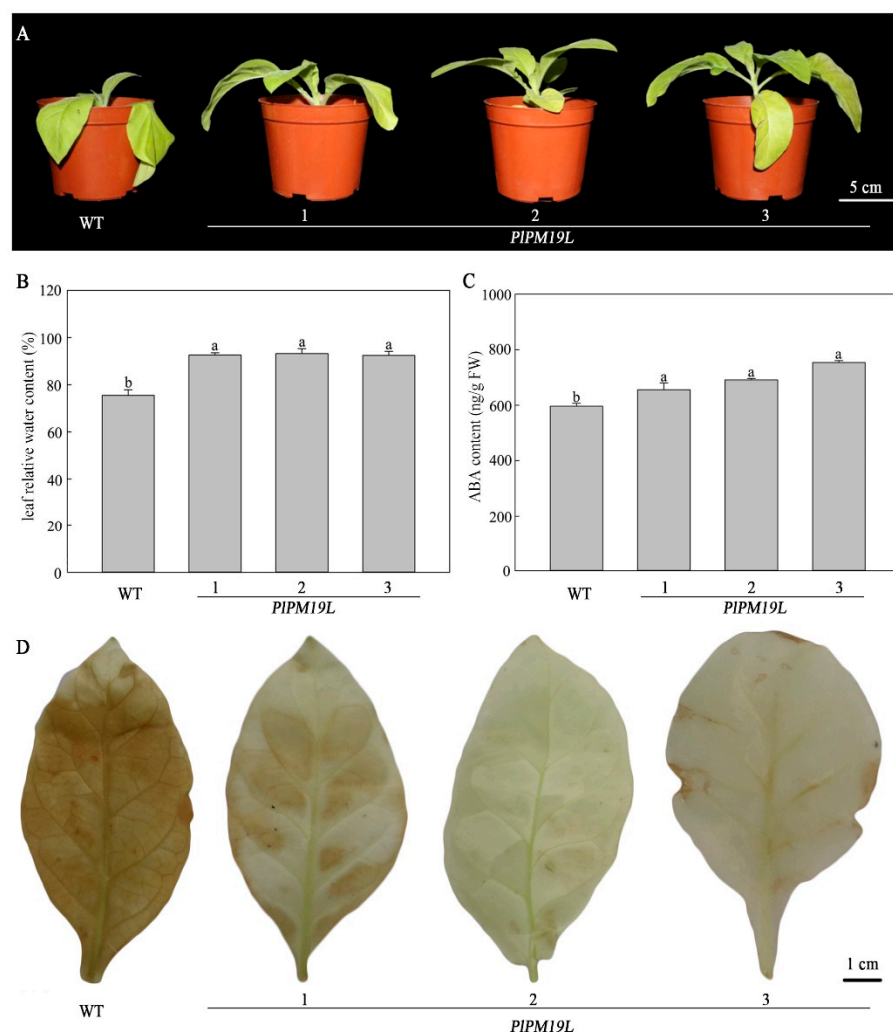 A
WT
1
2
3
5 cm
PlPM19L
B
leaf relative water content (%)
120
100
80
60
40
20
0
b
a
a
a
WT
1
2
3
PlPM19L
C
ABA content (ng/g FW)
1000
800
600
400
200
0
b
a
a
a
WT
1
2
3
PlPM19L
D
WT
1
2
3
1 cm
PlPM19L